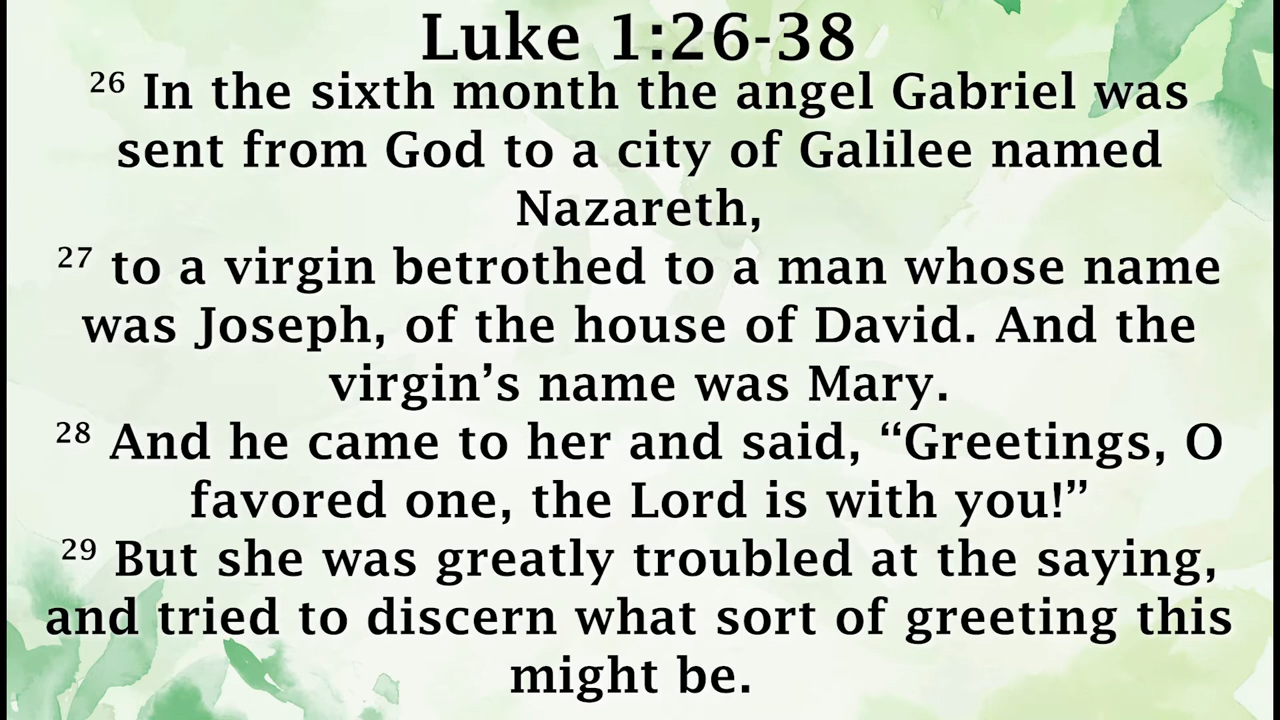 Luke 1:26-38
26 In the sixth month the angel Gabriel was
sent from God to a city of Galilee named
Nazareth,
27 to a virgin betrothed to a man whose name
was Joseph, of the house of David. And the
virgin’s name was Mary.
28 And he came to her and said, “Greetings, O
favored one, the Lord is with you!”
29 But she was greatly troubled at the saying,
and tried to discern what sort of greeting this
might be.